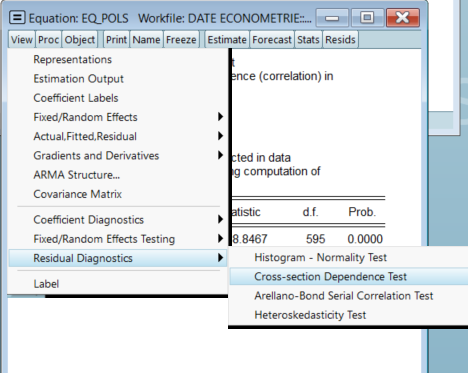 Equation: EQ_POLS Workfile: DATE ECONOMETRIE::...
View Proc Object Print Name Freeze Estimate Forecast Stats Resids
Representations
Estimation Output
ence (correlation) in
Coefficient Labels
Fixed/Random Effects
Actual,Fitted,Residual
Gradients and Derivatives
cted in data
ARMA Structure...
g computation of
Covariance Matrix
Coefficient Diagnostics
atistic d.f. Prob.
Fixed/Random Effects Testing
8.8467 595 0.0000
Residual Diagnostics
Histogram - Normality Test
Cross-section Dependence Test
Label
Arellano-Bond Serial Correlation Test
Heteroskedasticity Test